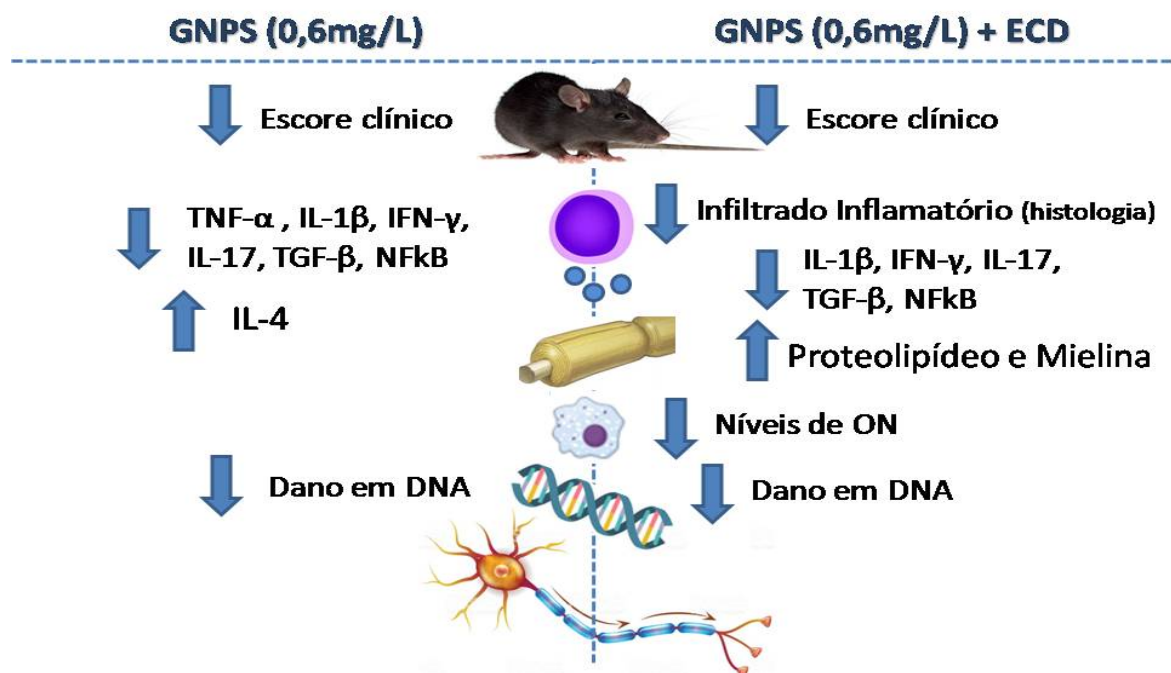 GNPS (0,6mg/L)
GNPS (0,6mg/L) + ECD
Escore clínico
Escore clínico
TNF-α , IL-1β, IFN-γ,
IL-17, TGF-β, NFkB
IL-4
Infiltrado Inflamatório (histologia)
IL-1β, IFN-γ, IL-17,
TGF-β, NFkB
Proteolipídeo e Mielina
Níveis de ON
Dano em DNA
Dano em DNA